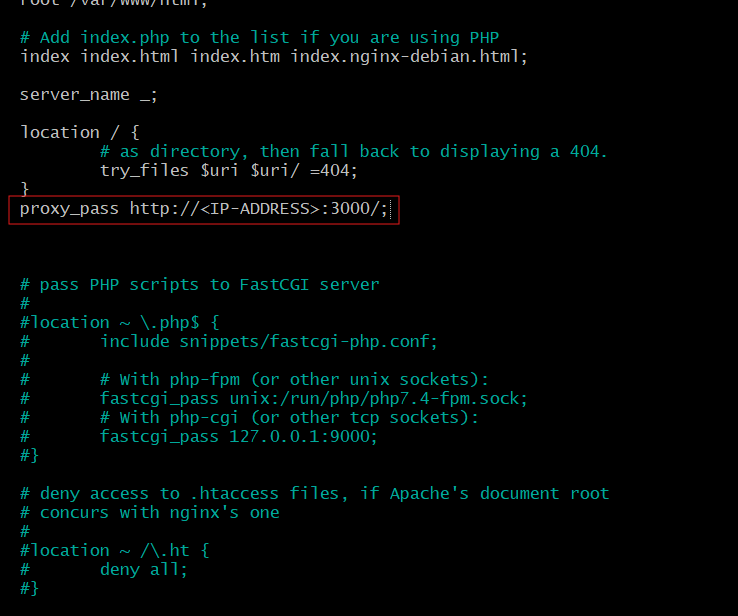 root /var/www/html;
# Add index.php to the list if you are using PHP
index index.html index.htm index.nginx-debian.html;
server_name _;
location / {
# as directory, then fall back to displaying a 404.
try_files $uri $uri/ =404;
}
proxy_pass http://<IP-ADDRESS>:3000/;
# pass PHP scripts to FastCGI server
#
#location ~ \.php$ {
#       include snippets/fastcgi-php.conf;
#
#       # With php-fpm (or other unix sockets):
#       fastcgi_pass unix:/run/php/php7.4-fpm.sock;
#       # With php-cgi (or other tcp sockets):
#       fastcgi_pass 127.0.0.1:9000;
#}
# deny access to .htaccess files, if Apache's document root
# concurs with nginx's one
#
#location ~ /\.ht {
#       deny all;
#}